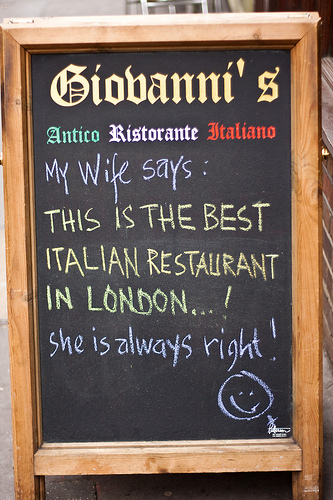 Giovanni's
Antico Ristorante Italiano
My Wife says:
THIS IS THE BEST
ITALIAN RESTAURANT
IN LONDON...!
she is always right!